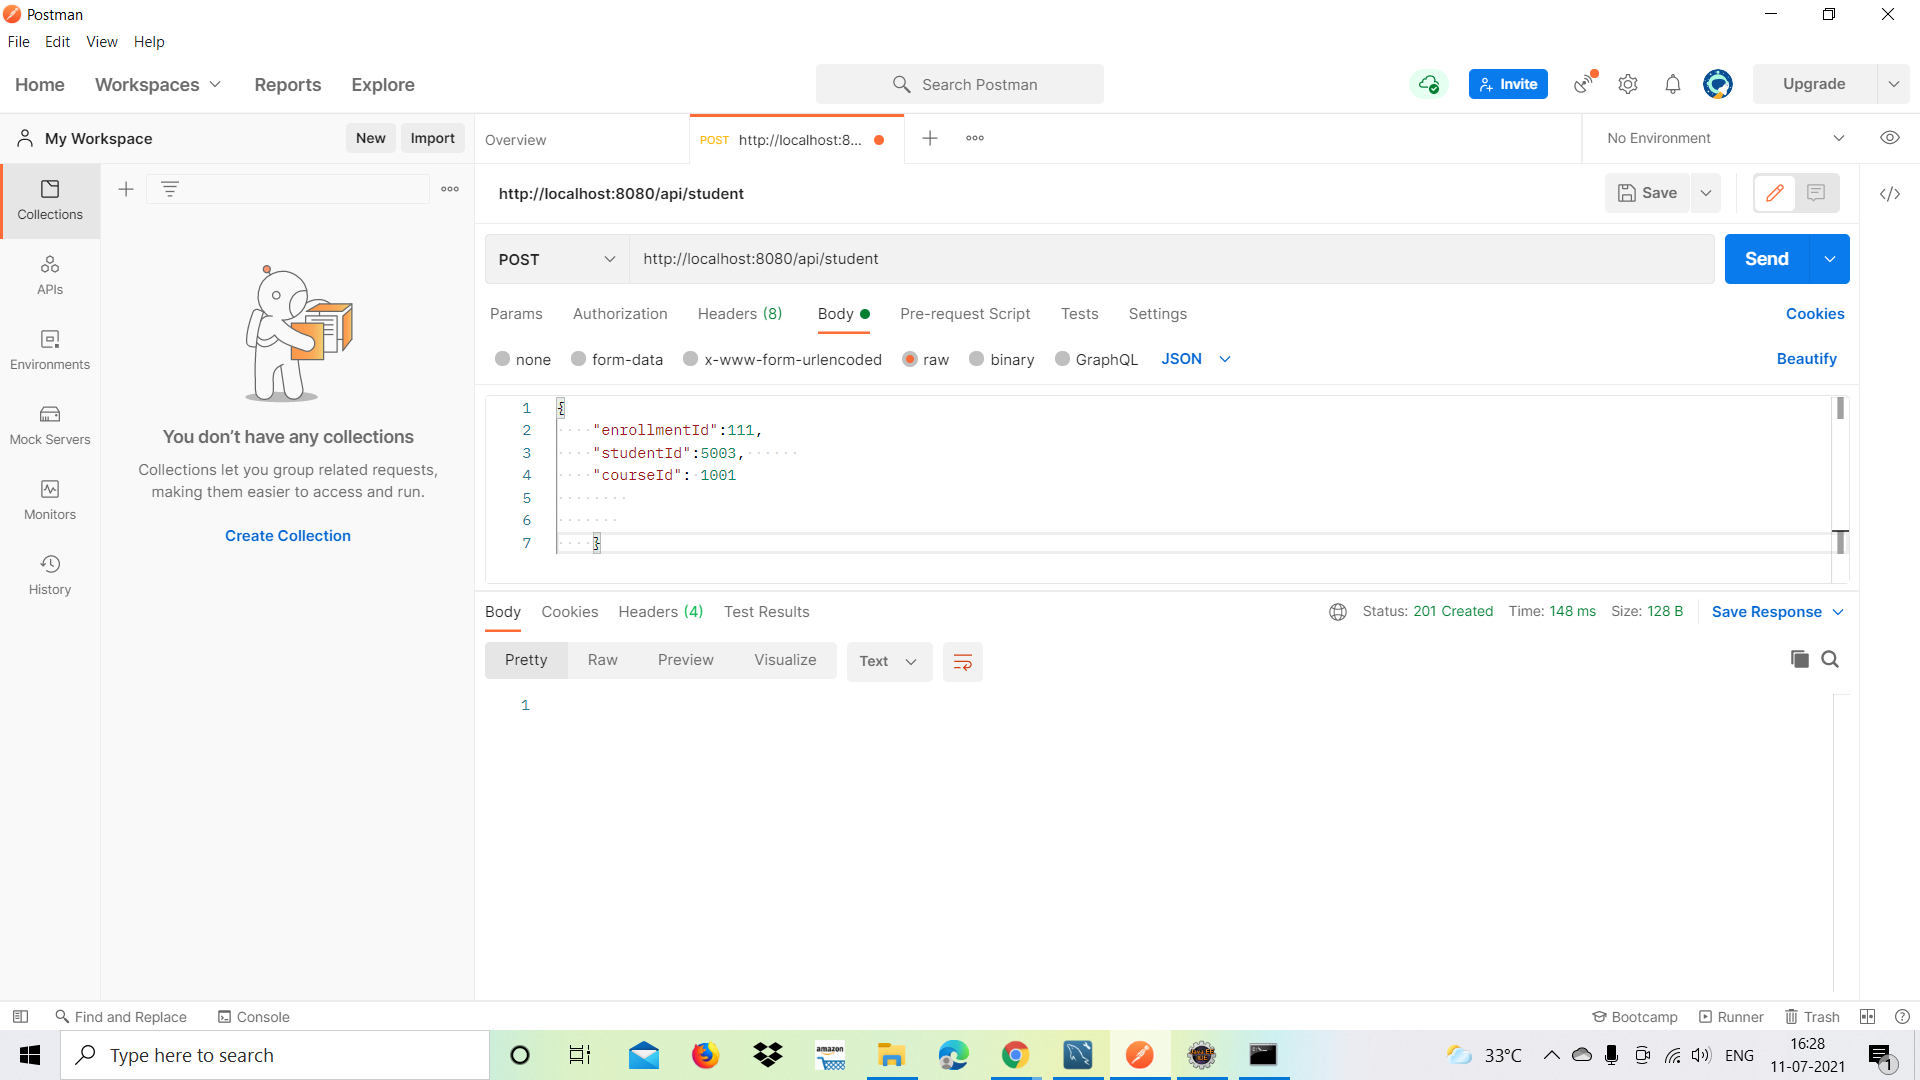 Postman
File Edit View Help
Home Workspaces Reports Explore
Search Postman
Invite
Upgrade
My Workspace
New Import
Overview
POST http://localhost:8...
No Environment
Collections
APIs
Environments
Mock Servers
Monitors
History
You don't have any collections
Collections let you group related requests,
making them easier to access and run.
Create Collection
http://localhost:8080/api/student
Save
POST http://localhost:8080/api/student
Send
Params Authorization Headers (8) Body Pre-request Script Tests Settings
Cookies
none form-data x-www-form-urlencoded raw binary GraphQL JSON
Beautify
1 {
2 "enrollmentId":111,
3 "studentId":5003,
4 "courseId": 1001
5
6
7 }
Body Cookies Headers (4) Test Results
Status: 201 Created Time: 148 ms Size: 128 B Save Response
Pretty Raw Preview Visualize Text
1
Find and Replace Console
Bootcamp Runner Trash
Type here to search
amazon
33°C
ENG
16:28
11-07-2021
1